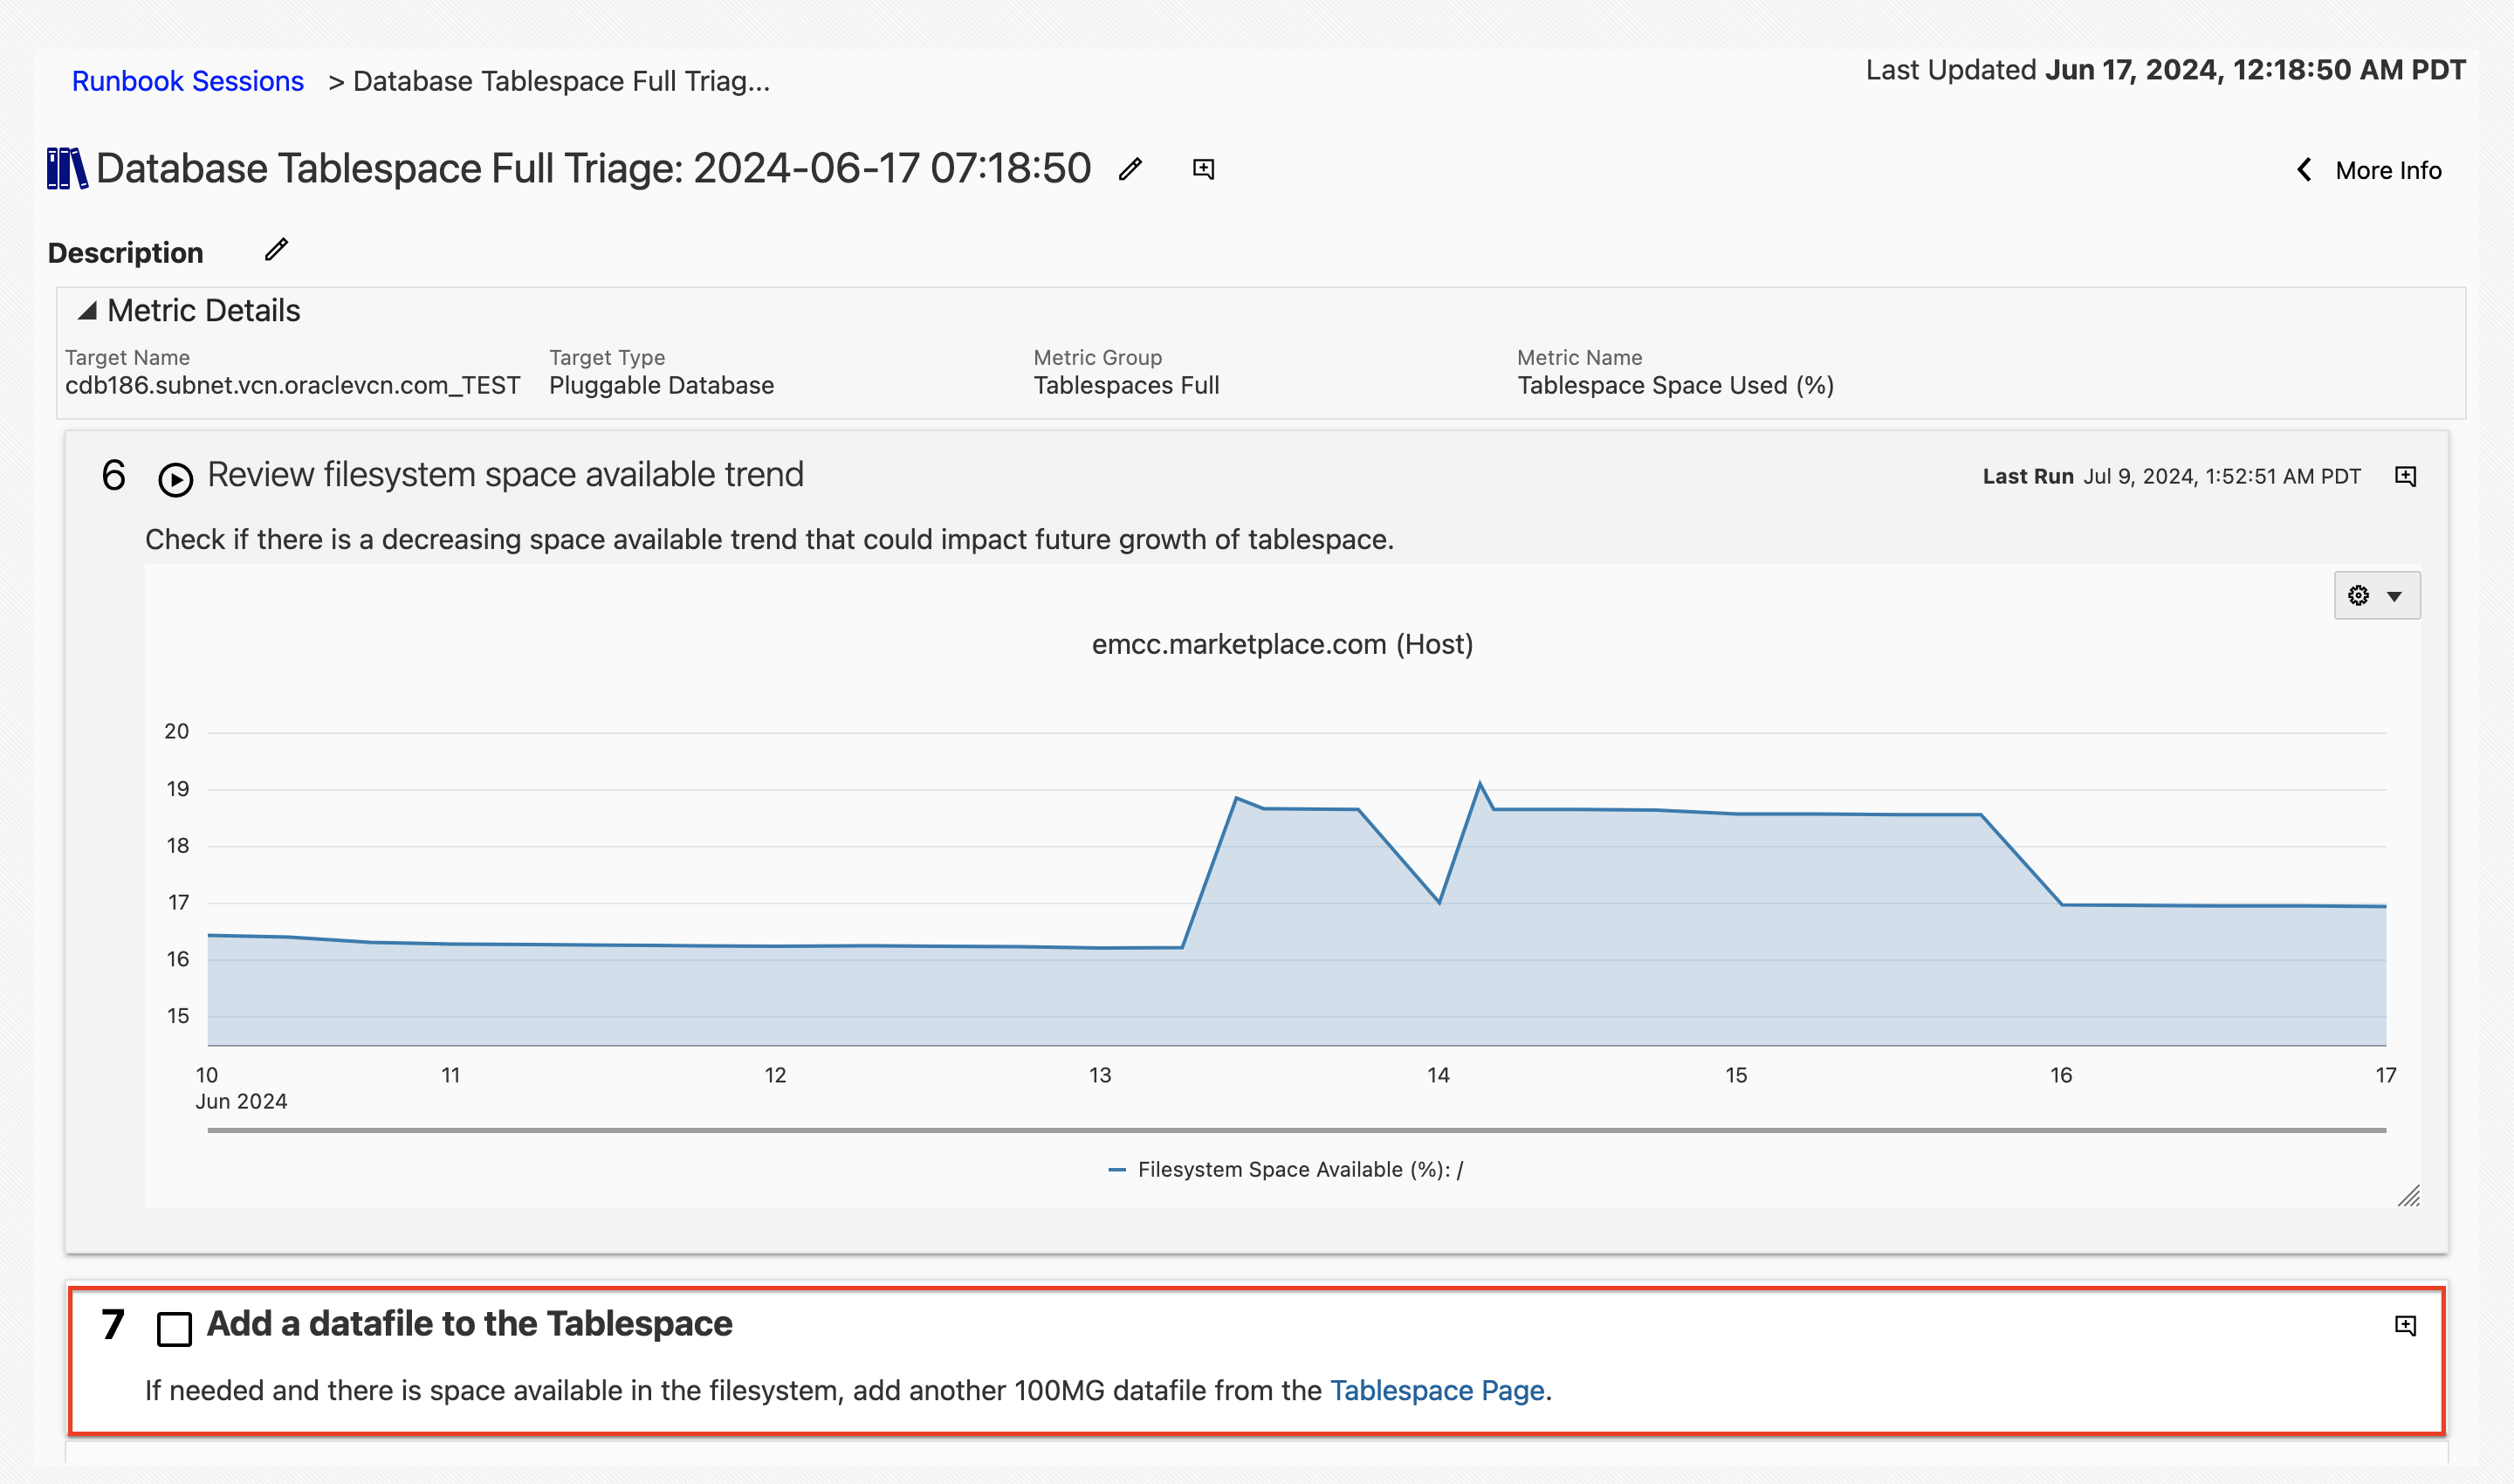 Runbook Sessions > Database Tablespace Full Triag...
Last Updated Jun 17, 2024, 12:18:50 AM PDT
Database Tablespace Full Triage: 2024-06-17 07:18:50
More Info
Description
Metric Details
Target Name Target Type Metric Group Metric Name
cdb186.subnet.vcn.oraclevcn.com_TEST Pluggable Database Tablespaces Full Tablespace Space Used (%)
6 Review filesystem space available trend Last Run Jul 9, 2024, 1:52:51 AM PDT
Check if there is a decreasing space available trend that could impact future growth of tablespace.
emcc.marketplace.com (Host)
20
19
18
17
16
15
10 11 12 13 14 15 16 17
Jun 2024
Filesystem Space Available (%): /
7 Add a datafile to the Tablespace
If needed and there is space available in the filesystem, add another 100MG datafile from the Tablespace Page.